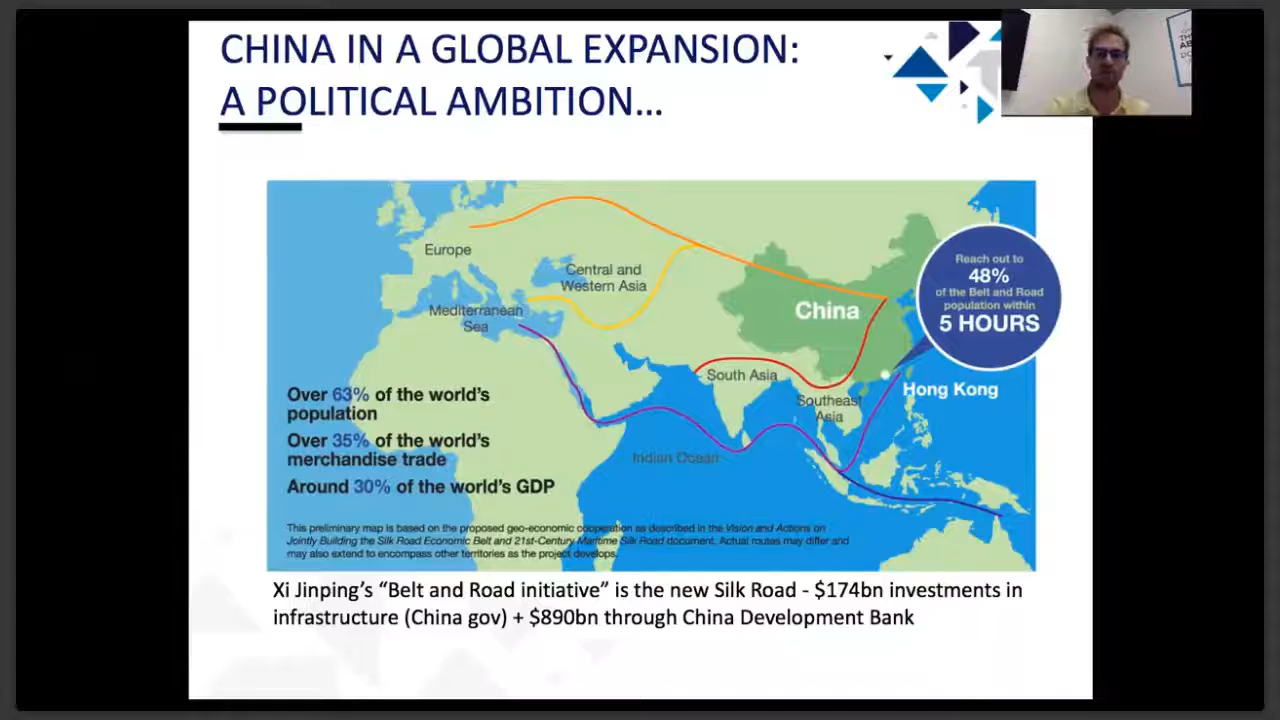 CHINA IN A GLOBAL EXPANSION:
A POLITICAL AMBITION...
Europe
Central and
Western Asia
Mediterranean
Sea
China
South Asia
Southeast
Asia
Indian Ocean
Hong Kong
Reach out to
48%
of the Belt and Road
population within
5 HOURS
Over 63% of the world's
population
Over 35% of the world's
merchandise trade
Around 30% of the world's GDP
This preliminary map is based on the proposed geo-economic cooperation as described in the Vision and Actions on
Jointly Building the Silk Road Economic Belt and 21st-Century Maritime Silk Road document. Actual routes may differ and
may also extend to encompass other territories as the project develops.
Xi Jinping's “Belt and Road initiative” is the new Silk Road - $174bn investments in
infrastructure (China gov) + $890bn through China Development Bank